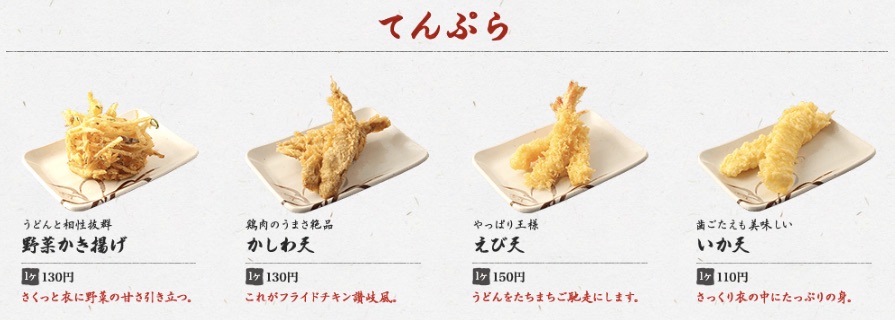 てんぷら
うどんと相性抜群
野菜かき揚げ
1ヶ 130円
さくっと衣に野菜の甘さ引き立つ。
鶏肉のうまさ絶品
かしわ天
1ヶ 130円
これがフライドチキン讃岐風。
やっぱり王様
えび天
1ヶ 150円
うどんをたちまちご馳走にします。
歯ごたえも美味しい
いか天
1ヶ 110円
さっくり衣の中にたっぷりの身。